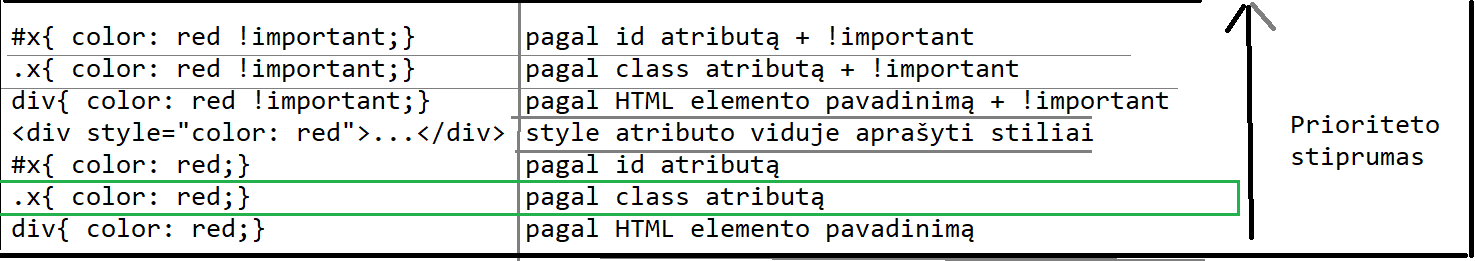 #x{ color: red !important;} pagal id atributą + !important
.x{ color: red !important;} pagal class atributą + !important
div{ color: red !important;} pagal HTML elemento pavadinimą + !important
<div style="color: red">...</div> style atributo viduje aprašyti stiliai
#x{ color: red;} pagal id atributą
.x{ color: red;} pagal class atributą
div{ color: red;} pagal HTML elemento pavadinimą
Prioriteto
stiprumas